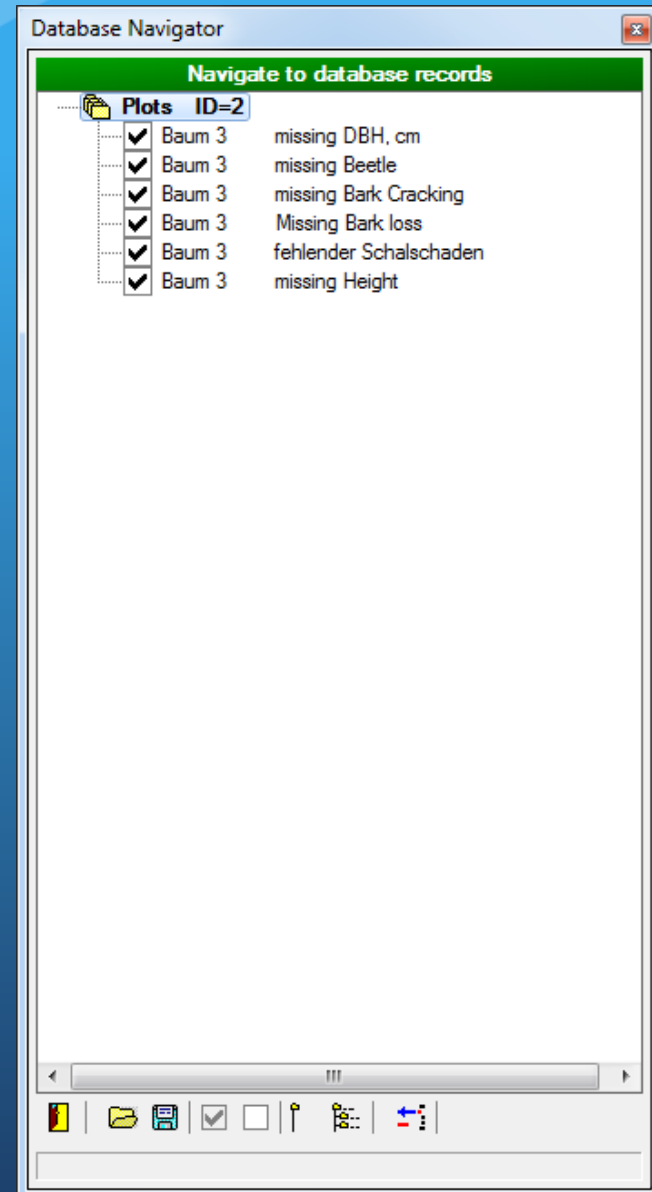 Database Navigator
Navigate to database records
Plots ID=2
Baum 3 missing DBH, cm
Baum 3 missing Beetle
Baum 3 missing Bark Cracking
Baum 3 Missing Bark loss
Baum 3 fehlender Schalschaden
Baum 3 missing Height